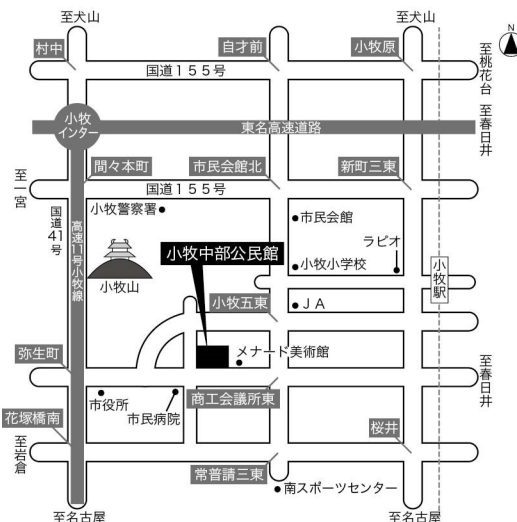 至犬山
至犬山
N
村中
自才前
小牧原
至桃花台
国道155号
小牧インター
東名高速道路
至春日井
間々本町
市民会館北
新町三東
至一宮
国道155号
小牧警察署
市民会館
国道41号
高速11号小牧線
ラピオ
小牧中部公民館
小牧小学校
小牧駅
小牧山
小牧五東
JA
弥生町
メナード美術館
至春日井
市役所
市民病院
商工会議所東
花塚橋南
桜井
至岩倉
常普請三東
南スポーツセンター
至名古屋
至名古屋